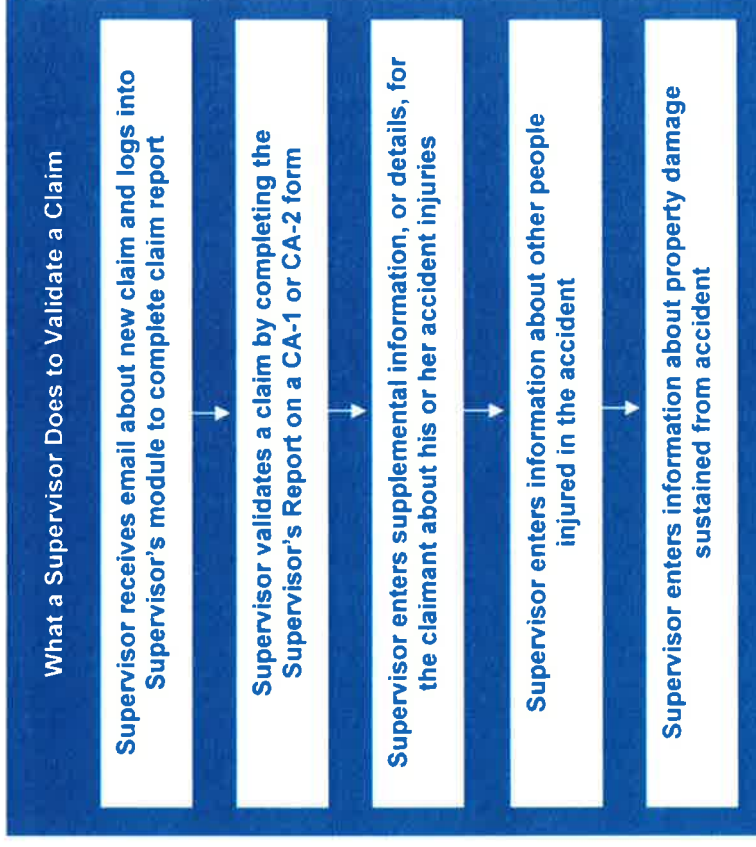 What a Supervisor Does to Validate a Claim
Supervisor receives email about new claim and logs into
Supervisor's module to complete claim report
Supervisor validates a claim by completing the
Supervisor's Report on a CA-1 or CA-2 form
Supervisor enters supplemental information, or details, for
the claimant about his or her accident injuries
Supervisor enters information about other people
injured in the accident
Supervisor enters information about property damage
sustained from accident